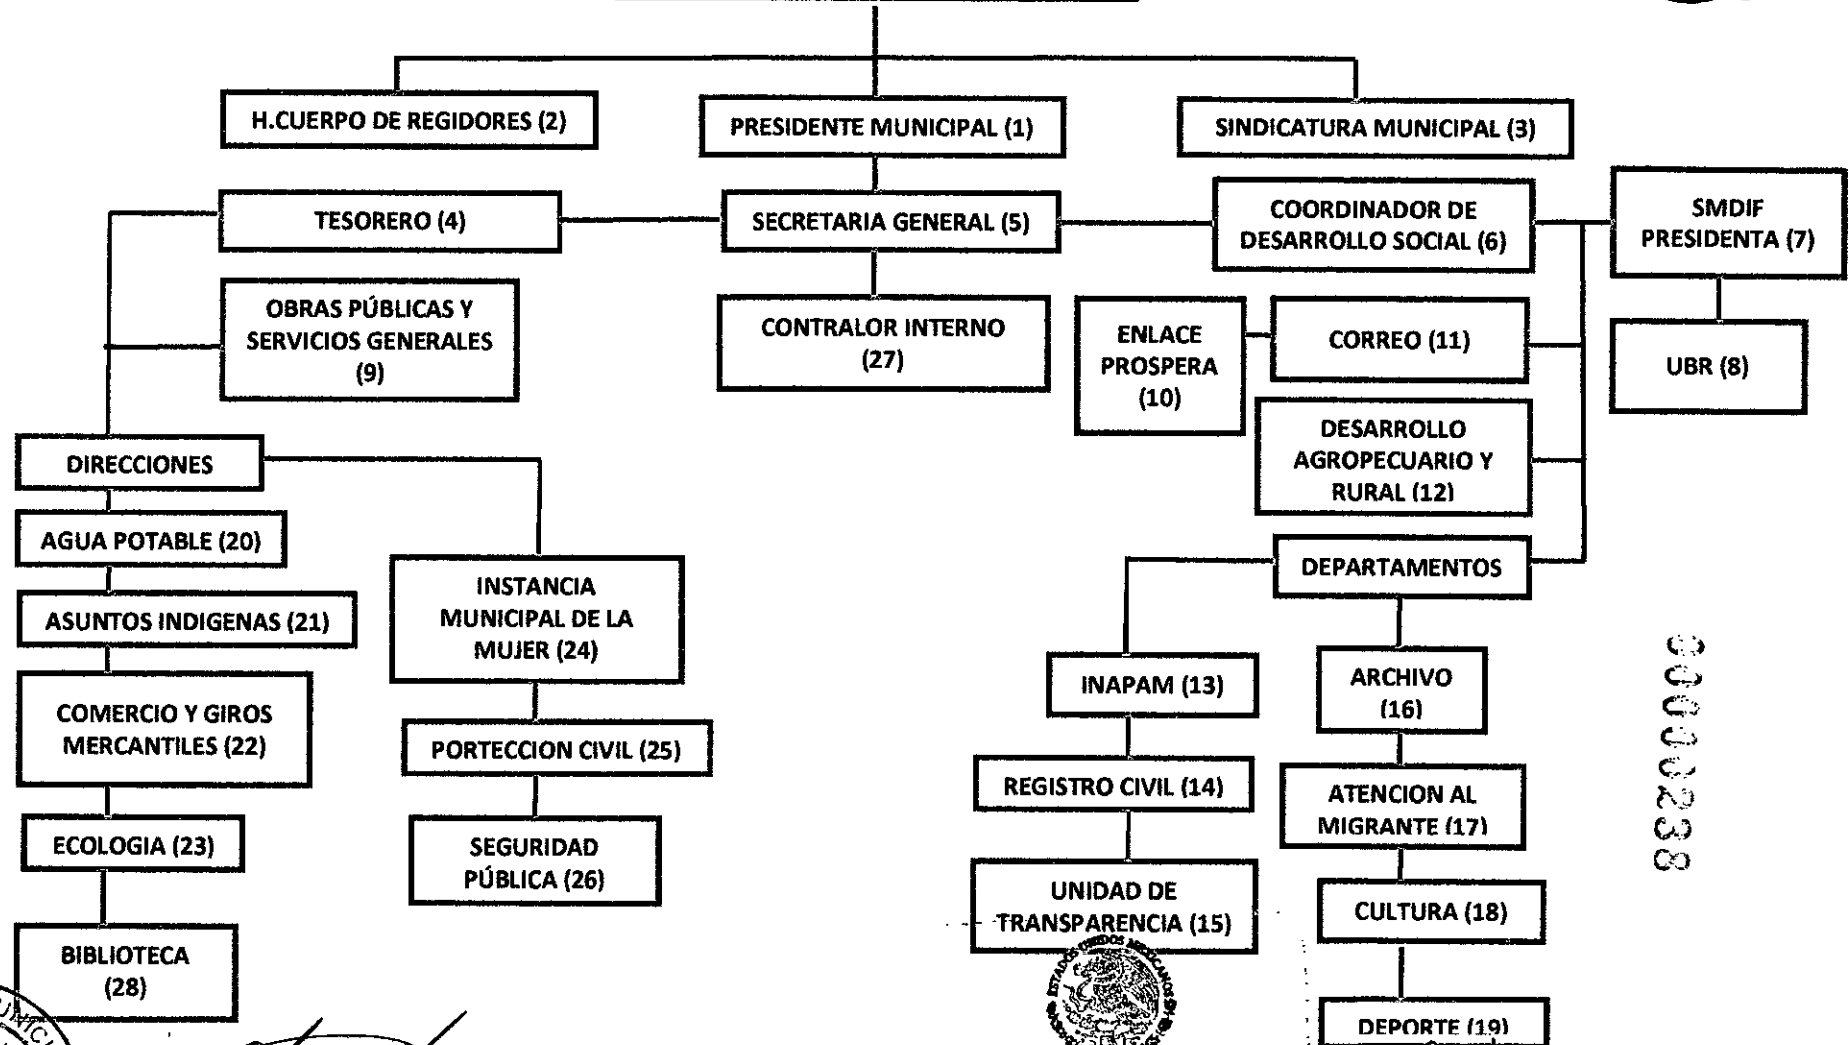 H.CUERPO DE REGIDORES (2)
PRESIDENTE MUNICIPAL (1)
SINDICATURA MUNICIPAL (3)
TESORERO (4)
SECRETARIA GENERAL (5)
COORDINADOR DE
DESARROLLO SOCIAL (6)
SMDIF
PRESIDENTA (7)
OBRAS PÚBLICAS Y
SERVICIOS GENERALES
(9)
CONTRALOR INTERNO
(27)
ENLACE
PROSPERA
(10)
CORREO (11)
UBR (8)
DESARROLLO
AGROPECUARIO Y
RURAL (12)
DIRECCIONES
AGUA POTABLE (20)
ASUNTOS INDIGENAS (21)
COMERCIO Y GIROS
MERCANTILES (22)
ECOLOGIA (23)
BIBLIOTECA
(28)
INSTANCIA
MUNICIPAL DE LA
MUJER (24)
PORTECCION CIVIL (25)
SEGURIDAD
PÚBLICA (26)
DEPARTAMENTOS
INAPAM (13)
REGISTRO CIVIL (14)
UNIDAD DE
TRANSPARENCIA (15)
ARCHIVO
(16)
ATENCION AL
MIGRANTE (17)
CULTURA (18)
DEPORTE (19)
ESTADOS UNIDOS MEXICANOS